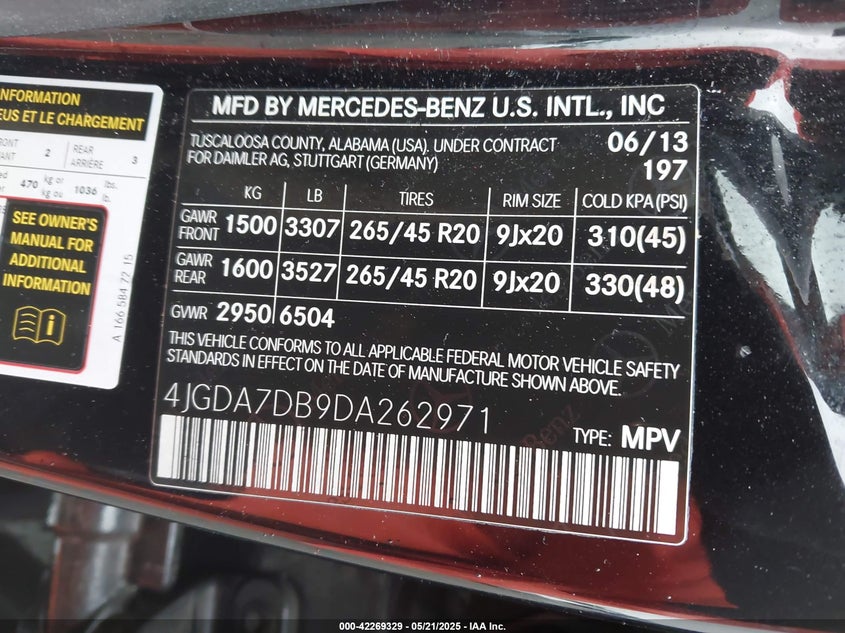 INFORMATION
EUS ET LE CHARGEMENT
2
REAR
ARRIÈRE
3
470 kg or
kg ou
1036 lbs.
lb.
SEE OWNER'S
MANUAL FOR
ADDITIONAL
INFORMATION
A 166 584 72 15
MFD BY MERCEDES-BENZ U.S. INTL., INC
TUSCALOOSA COUNTY, ALABAMA (USA). UNDER CONTRACT
FOR DAIMLER AG, STUTTGART (GERMANY)
06/13
197
KG LB TIRES RIM SIZE COLD KPA (PSI)
GAWR
FRONT 1500 3307 265/45 R20 9Jx20 310(45)
GAWR
REAR 1600 3527 265/45 R20 9Jx20 330(48)
GVWR 2950 6504
THIS VEHICLE CONFORMS TO ALL APPLICABLE FEDERAL MOTOR VEHICLE SAFETY
STANDARDS IN EFFECT ON THE DATE OF MANUFACTURE SHOWN ABOVE.
4JGDA7DB9DA262971
TYPE: MPV
000-42269329 - 05/21/2025 - IAA Inc.